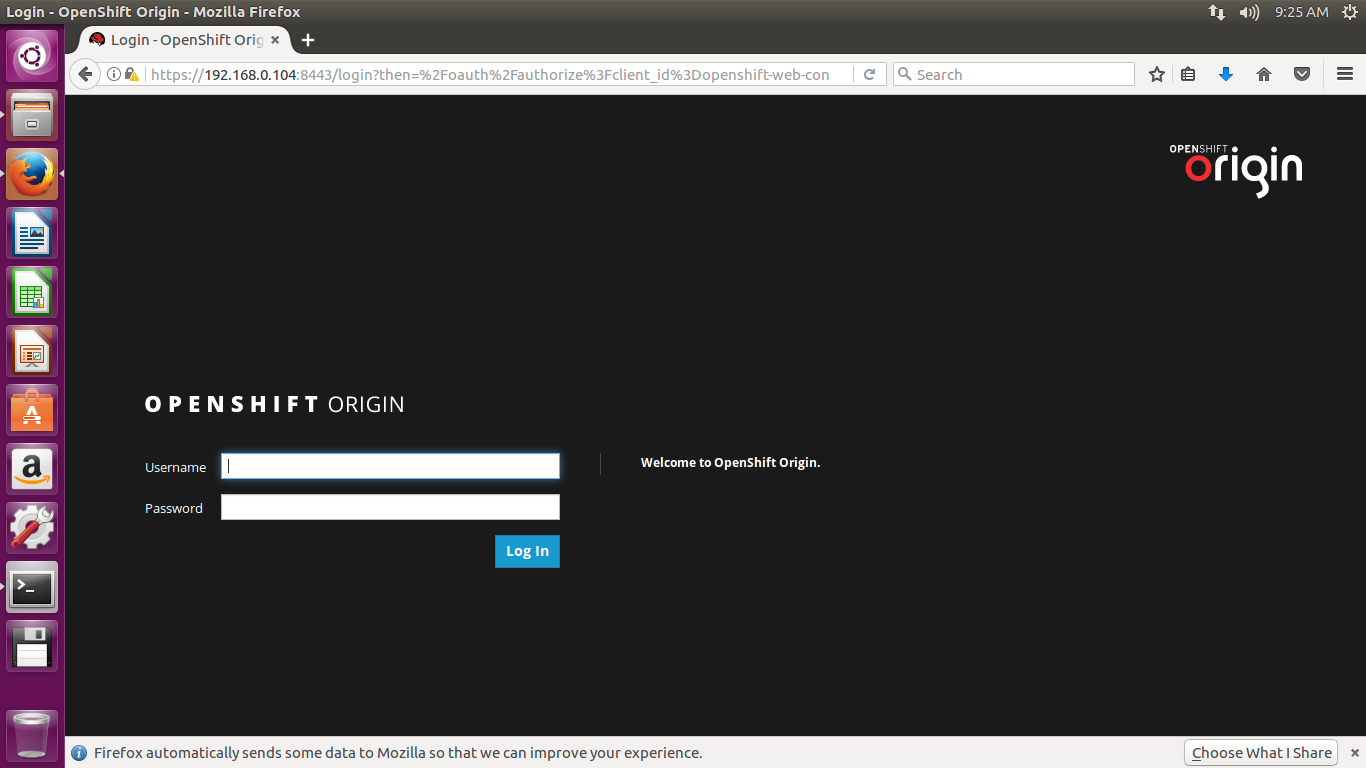 Login - OpenShift Origin - Mozilla Firefox
9:25 AM
Login - OpenShift Orig
https://192.168.0.104:8443/login?then=%2Foauth%2Fauthorize%3Fclient_id%3Dopenshift-web-con
Search
OPENSHIFT
origin
OPENSHIFT ORIGIN
Username
Welcome to OpenShift Origin.
Password
Log In
Firefox automatically sends some data to Mozilla so that we can improve your experience.
Choose What I Share